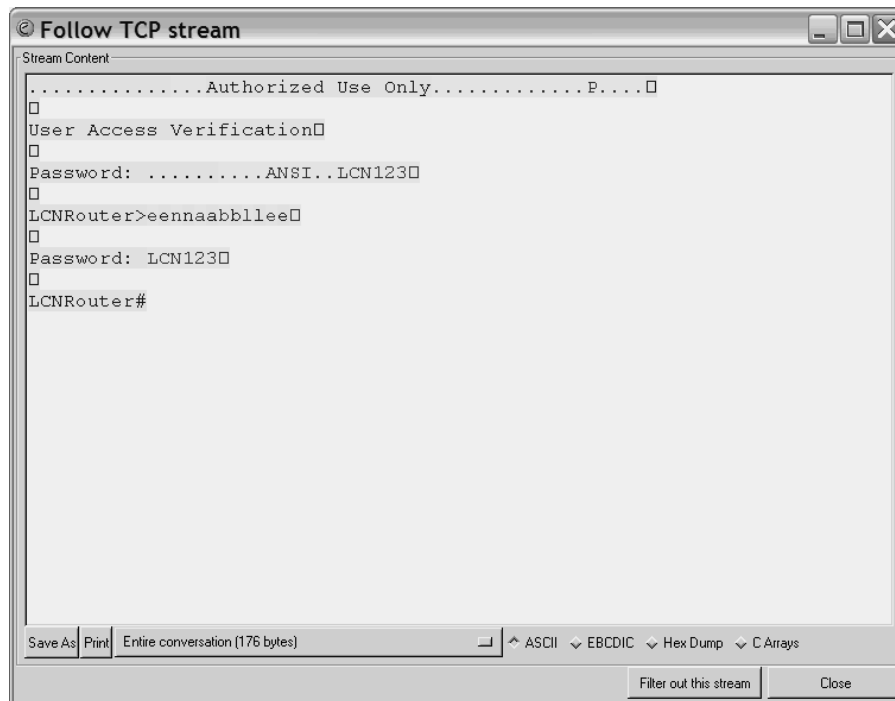 Follow TCP stream
Stream Content
...............Authorized Use Only.............P....
User Access Verification
Password: ..........ANSI..LCN123
LCNRouter>eennaabbllee
Password: LCN123
LCNRouter#
Save As Print Entire conversation (176 bytes) ASCII EBCDIC Hex Dump C Arrays
Filter out this stream Close